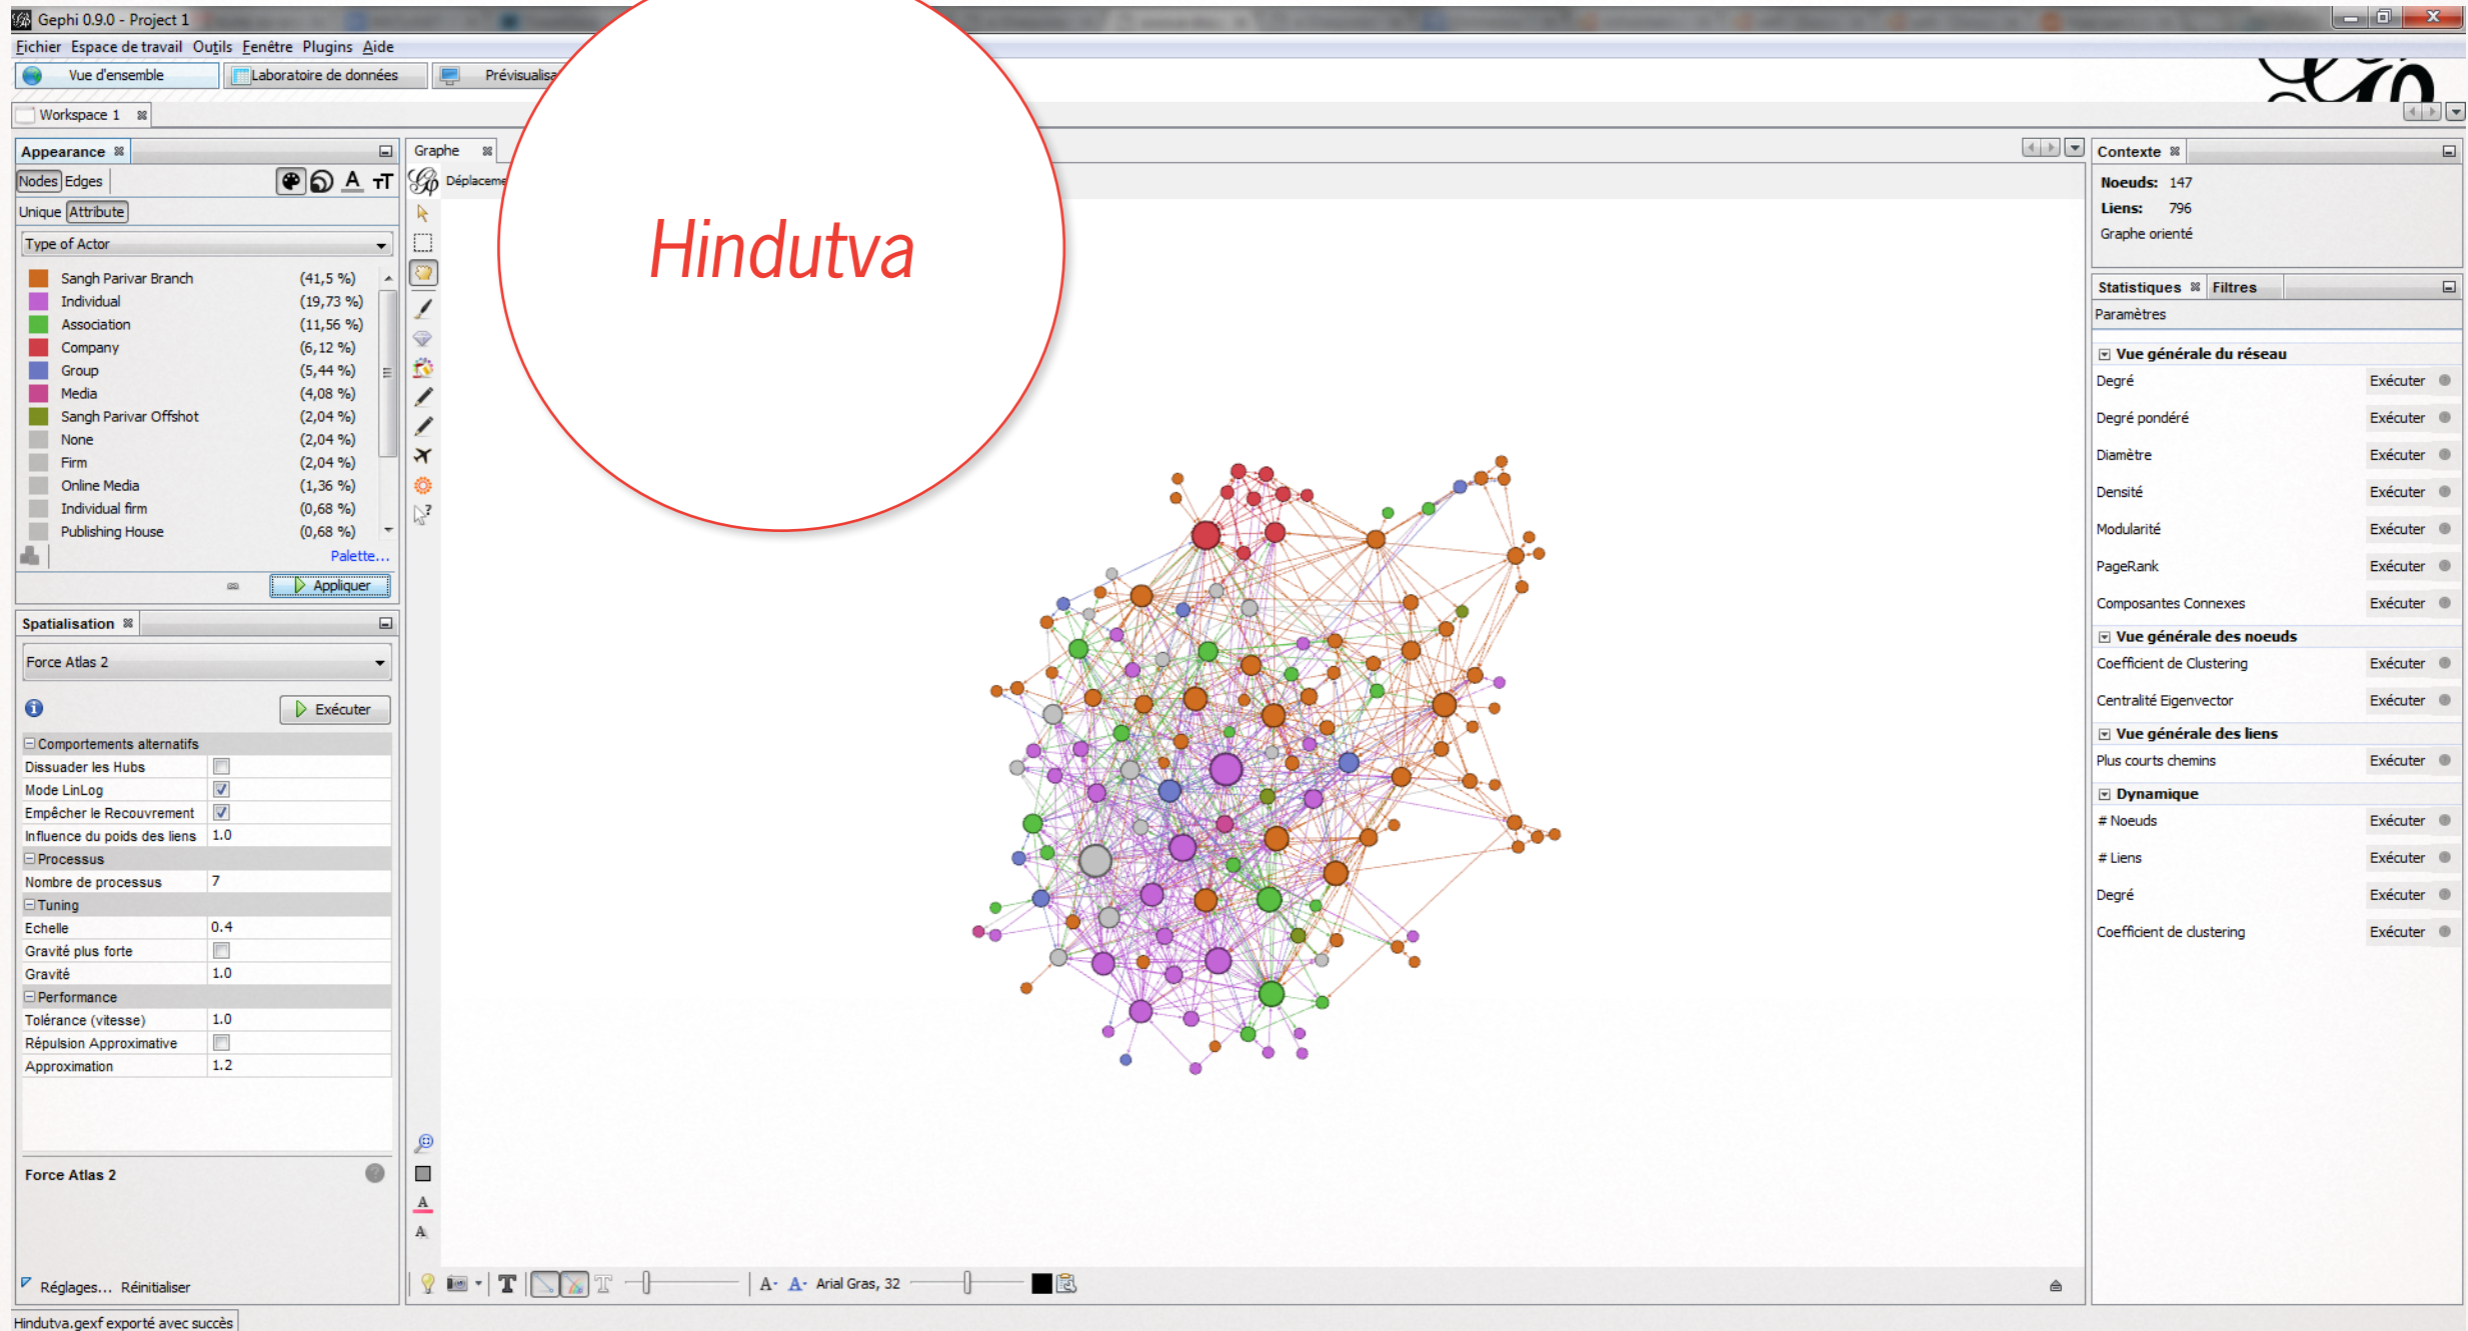 Gephi 0.9.0 - Project 1
Fichier Espace de travail Outils Fenêtre Plugins Aide
Vue d'ensemble Laboratoire de données
Workspace 1
Appearance
Nodes Edges
Unique Attribute
Type of Actor
Sangh Parivar Branch (41,5 %)
Individual (19,73 %)
Association (11,56 %)
Company (6,12 %)
Group (5,44 %)
Media (4,08 %)
Sangh Parivar Offshot (2,04 %)
None (2,04 %)
Firm (2,04 %)
Online Media (1,36 %)
Individual firm (0,68 %)
Publishing House (0,68 %)
Palette...
Appliquer
Spatialisation
Force Atlas 2
Exécuter
Comportements alternatifs
Dissuader les Hubs
Mode LinLog
Empêcher le Recouvrement
Influence du poids des liens 1.0
Processus
Nombre de processus 7
Tuning
Echelle 0.4
Gravité plus forte
Gravité 1.0
Performance
Tolérance (vitesse) 1.0
Répulsion Approximative
Approximation 1.2
Force Atlas 2
Réglages... Réinitialiser
Hindutva.gexf exporté avec succès
Graphe
Hindutva
A- A- Arial Gras, 32
Contexte
Noeuds: 147
Liens: 796
Graphe orienté
Statistiques Filtres
Paramètres
Vue générale du réseau
Degré Exécuter
Degré pondéré Exécuter
Diamètre Exécuter
Densité Exécuter
Modularité Exécuter
PageRank Exécuter
Composantes Connexes Exécuter
Vue générale des noeuds
Coefficient de Clustering Exécuter
Centralité Eigenvector Exécuter
Vue générale des liens
Plus courts chemins Exécuter
Dynamique
# Noeuds Exécuter
# Liens Exécuter
Degré Exécuter
Coefficient de clustering Exécuter